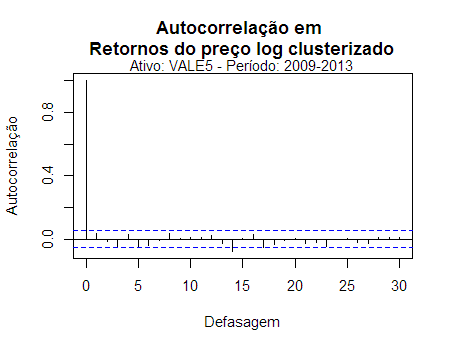 Autocorrelação em
Retornos do preço log clusterizado
Ativo: VALE5 - Período: 2009-2013
Autocorrelação
0.8
0.4
0.0
0 5 10 15 20 25 30
Defasagem